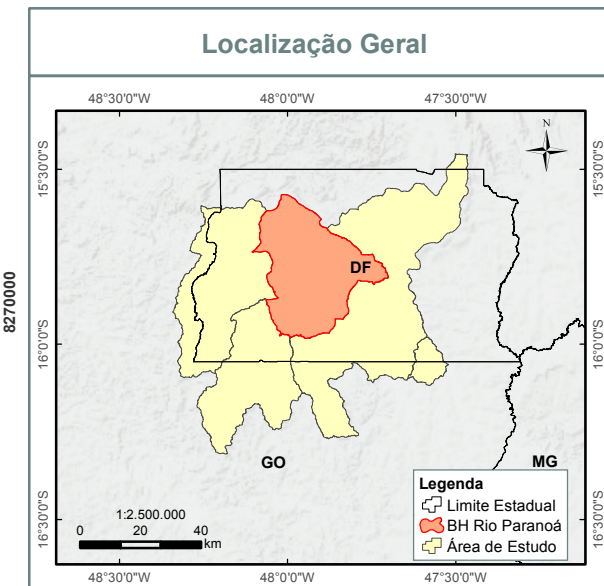 Localização Geral
48°30'0"W
48°0'0"W
47°30'0"W
N
15°30'0"S
15°30'0"S
DF
8270000
16°0'0"S
16°0'0"S
GO
MG
Legenda
Limite Estadual
BH Rio Paranoá
Área de Estudo
1:2.500.000
0 20 40
km
16°30'0"S
16°30'0"S
48°30'0"W
48°0'0"W
47°30'0"W